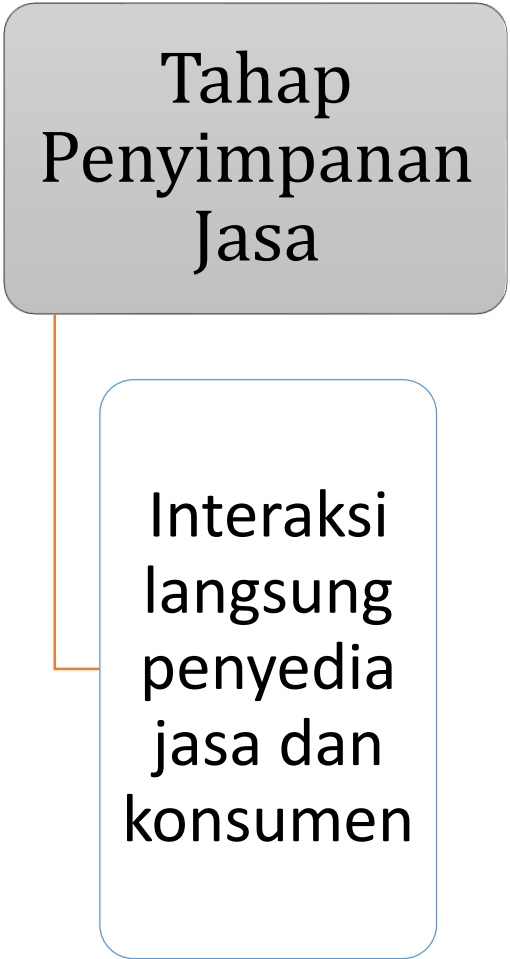 Tahap
Penyimpanan
Jasa
Interaksi
langsung
penyedia
jasa dan
konsumen